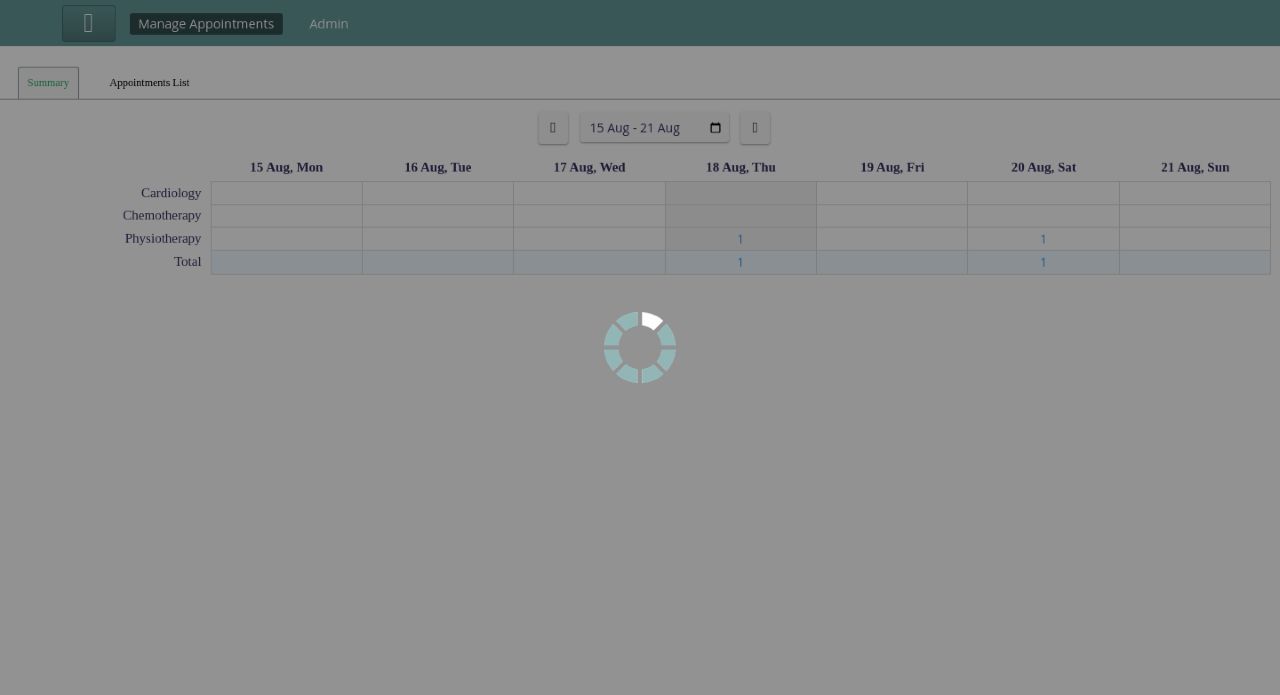 Manage Appointments Admin
Summary Appointments List
15 Aug - 21 Aug
15 Aug, Mon 16 Aug, Tue 17 Aug, Wed 18 Aug, Thu 19 Aug, Fri 20 Aug, Sat 21 Aug, Sun
Cardiology
Chemotherapy
Physiotherapy 1 1
Total 1 1